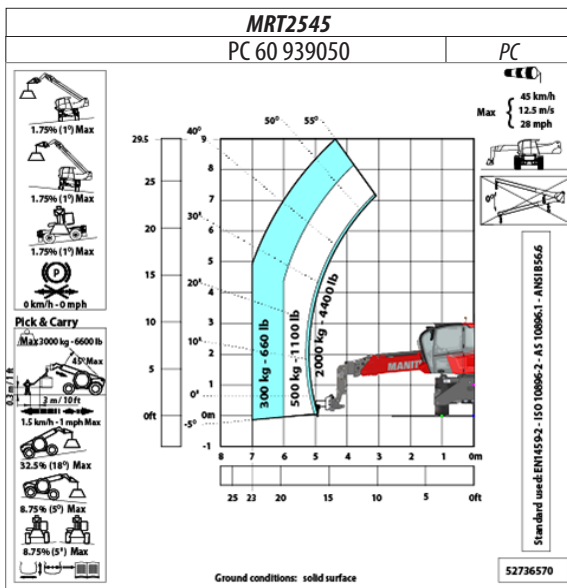 MRT2545
PC 60 939050
PC
1.75% (1°) Max
1.75% (1°) Max
1.75% (1°) Max
P
0 km/h - 0 mph
Pick & Carry
Max 3000 kg - 6600 lb
45° Max
0.3 m / 1 ft
3 m / 10 ft
1.5 km/h - 1 mph Max
32.5% (18°) Max
8.75% (5°) Max
8.75% (5°) Max
Max
45 km/h
12.5 m/s
28 mph
0°
29.5
25
20
15
10
5
0ft
9
8
7
6
5
4
3
2
1
0m
-1
-5°
0°
10°
20°
30°
40°
50°
55°
300 kg - 660 lb
500 kg - 1100 lb
2000 kg - 4400 lb
MANIT
8 7 6 5 4 3 2 1 0m
25 23 20 15 10 5 0ft
Ground conditions: solid surface
Standard used: EN1459-2 - ISO 10896-2 - AS 10896.1 - ANSI B56.6
52736570